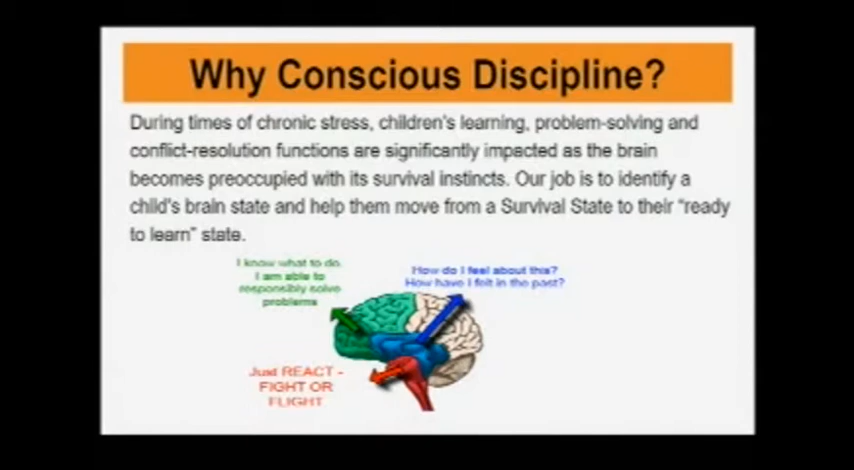 Why Conscious Discipline?
During times of chronic stress, children's learning, problem-solving and
conflict-resolution functions are significantly impacted as the brain
becomes preoccupied with its survival instincts. Our job is to identify a
child's brain state and help them move from a Survival State to their "ready
to learn" state.
I know what to do.
I am able to
responsibly solve
problems
How do I feel about this?
How have I felt in the past?
Just REACT -
FIGHT OR
FLIGHT